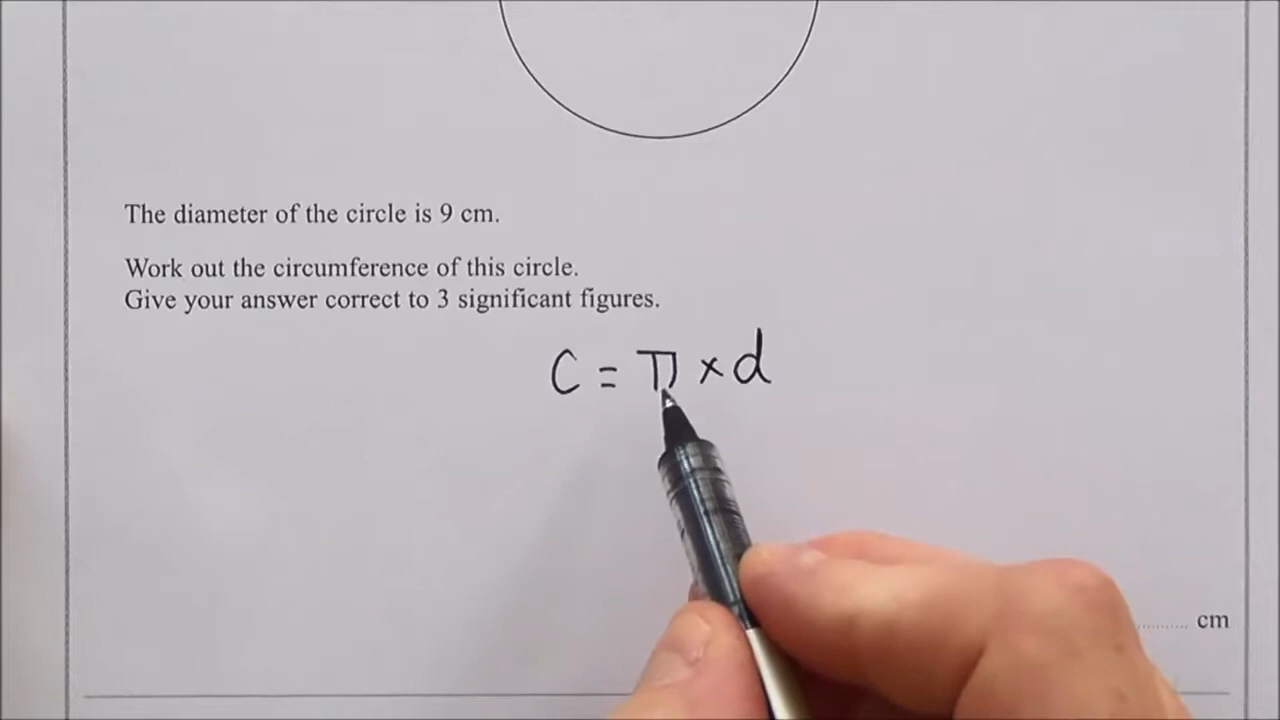 The diameter of the circle is 9 cm.
Work out the circumference of this circle.
Give your answer correct to 3 significant figures.
C = π × d
.......... cm